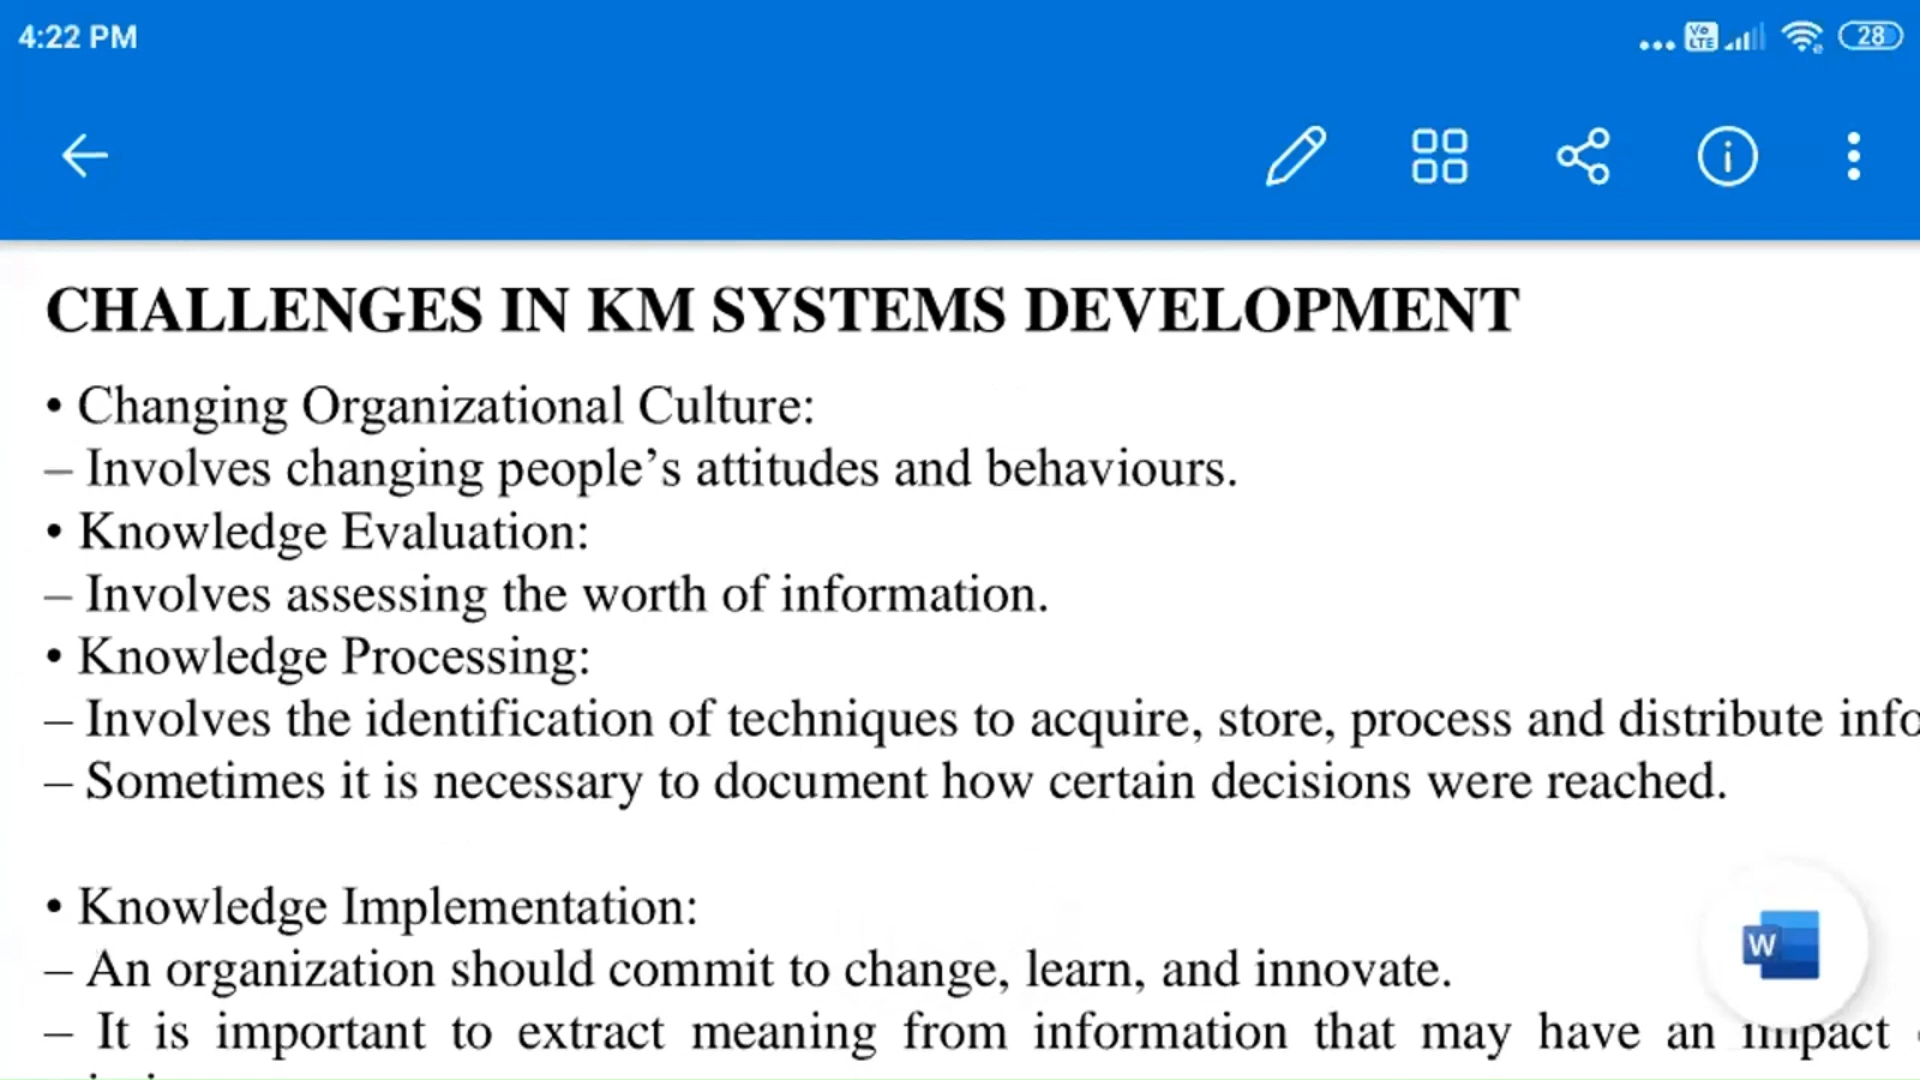 4:22 PM
Vo
LTE
28
CHALLENGES IN KM SYSTEMS DEVELOPMENT
• Changing Organizational Culture:
– Involves changing people’s attitudes and behaviours.
• Knowledge Evaluation:
– Involves assessing the worth of information.
• Knowledge Processing:
– Involves the identification of techniques to acquire, store, process and distribute info
– Sometimes it is necessary to document how certain decisions were reached.
• Knowledge Implementation:
– An organization should commit to change, learn, and innovate.
W
– It is important to extract meaning from information that may have an impact